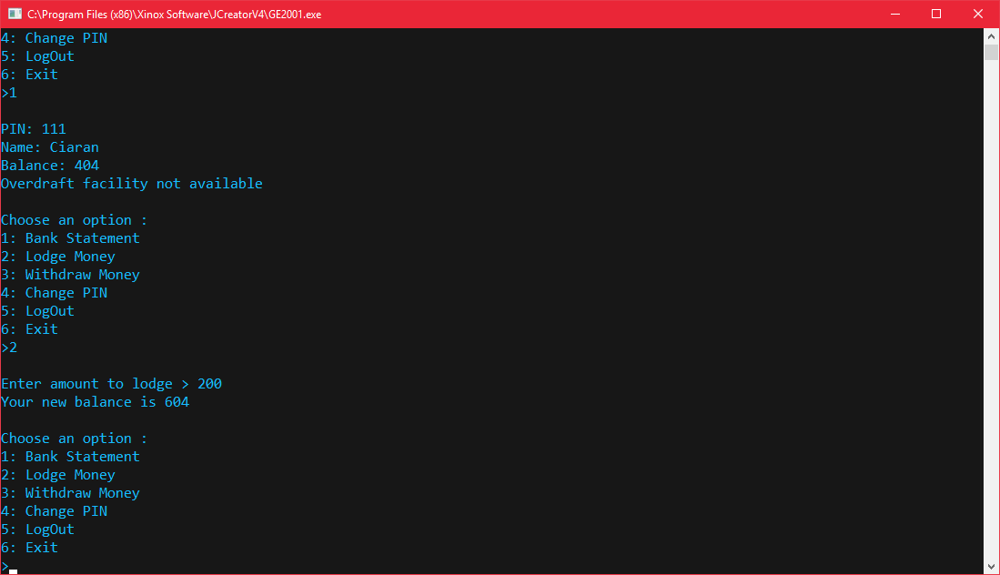 C:\Program Files (x86)\Xinox Software\JCreatorV4\GE2001.exe
4: Change PIN
5: LogOut
6: Exit
>1
PIN: 111
Name: Ciaran
Balance: 404
Overdraft facility not available
Choose an option :
1: Bank Statement
2: Lodge Money
3: Withdraw Money
4: Change PIN
5: LogOut
6: Exit
>2
Enter amount to lodge > 200
Your new balance is 604
Choose an option :
1: Bank Statement
2: Lodge Money
3: Withdraw Money
4: Change PIN
5: LogOut
6: Exit
>